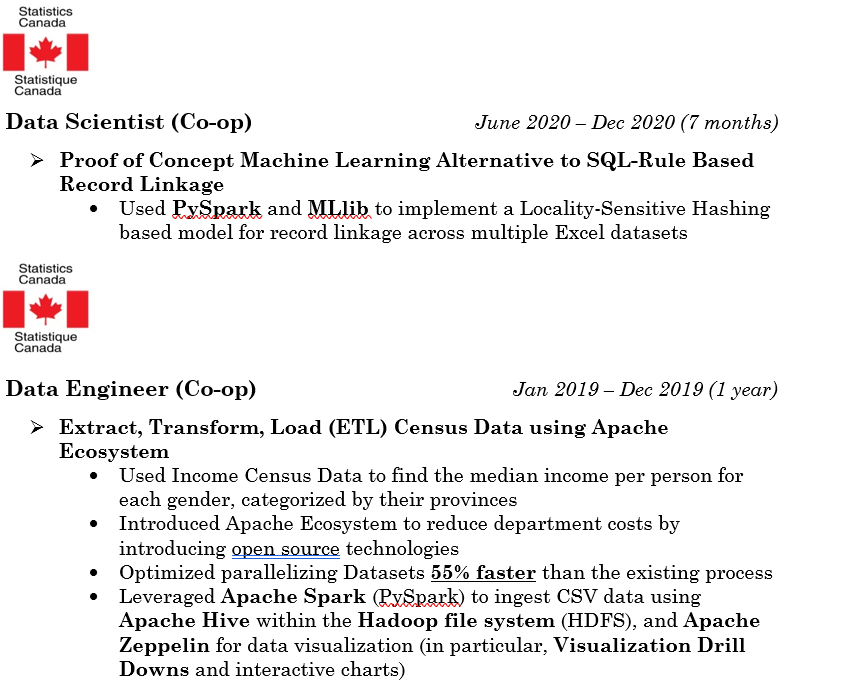 Statistics
Canada
Statistique
Canada
Data Scientist (Co-op) June 2020 – Dec 2020 (7 months)
➢ Proof of Concept Machine Learning Alternative to SQL-Rule Based
Record Linkage
• Used PySpark and MLlib to implement a Locality-Sensitive Hashing
based model for record linkage across multiple Excel datasets
Statistics
Canada
Statistique
Canada
Data Engineer (Co-op) Jan 2019 – Dec 2019 (1 year)
➢ Extract, Transform, Load (ETL) Census Data using Apache
Ecosystem
• Used Income Census Data to find the median income per person for
each gender, categorized by their provinces
• Introduced Apache Ecosystem to reduce department costs by
introducing open source technologies
• Optimized parallelizing Datasets 55% faster than the existing process
• Leveraged Apache Spark (PySpark) to ingest CSV data using
Apache Hive within the Hadoop file system (HDFS), and Apache
Zeppelin for data visualization (in particular, Visualization Drill
Downs and interactive charts)